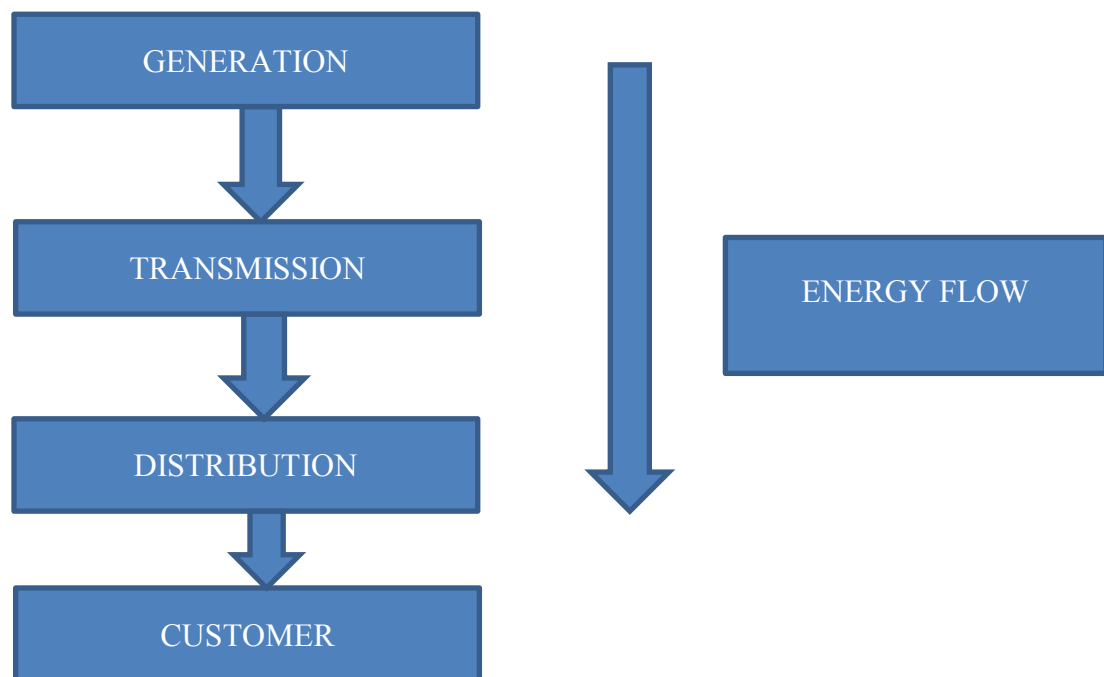 GENERATION
TRANSMISSION
ENERGY FLOW
DISTRIBUTION
CUSTOMER